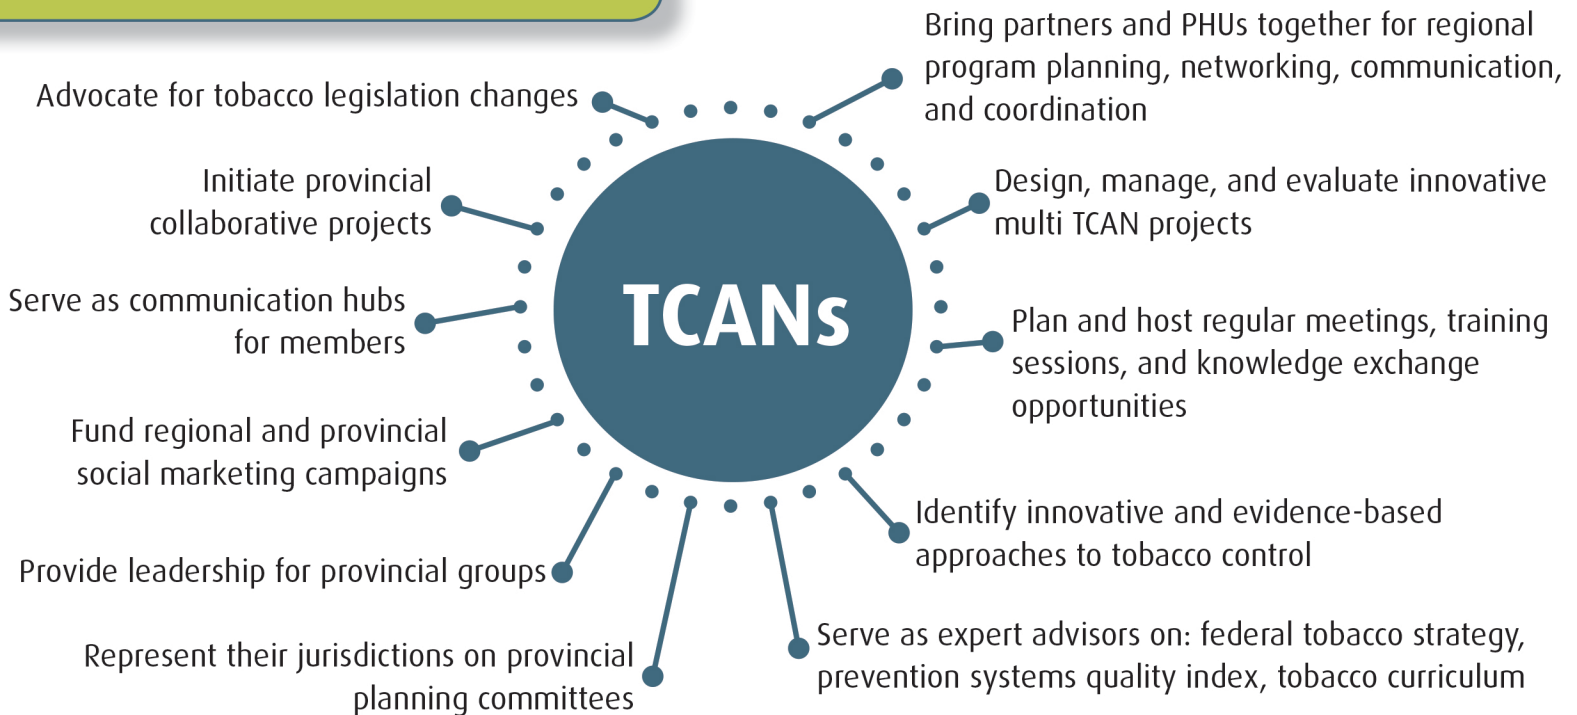 Advocate for tobacco legislation changes
Initiate provincial
collaborative projects
Serve as communication hubs
for members
Fund regional and provincial
social marketing campaigns
Provide leadership for provincial groups
Represent their jurisdictions on provincial
planning committees
TCANs
Bring partners and PHUs together for regional
program planning, networking, communication,
and coordination
Design, manage, and evaluate innovative
multi TCAN projects
Plan and host regular meetings, training
sessions, and knowledge exchange
opportunities
Identify innovative and evidence-based
approaches to tobacco control
Serve as expert advisors on: federal tobacco strategy,
prevention systems quality index, tobacco curriculum